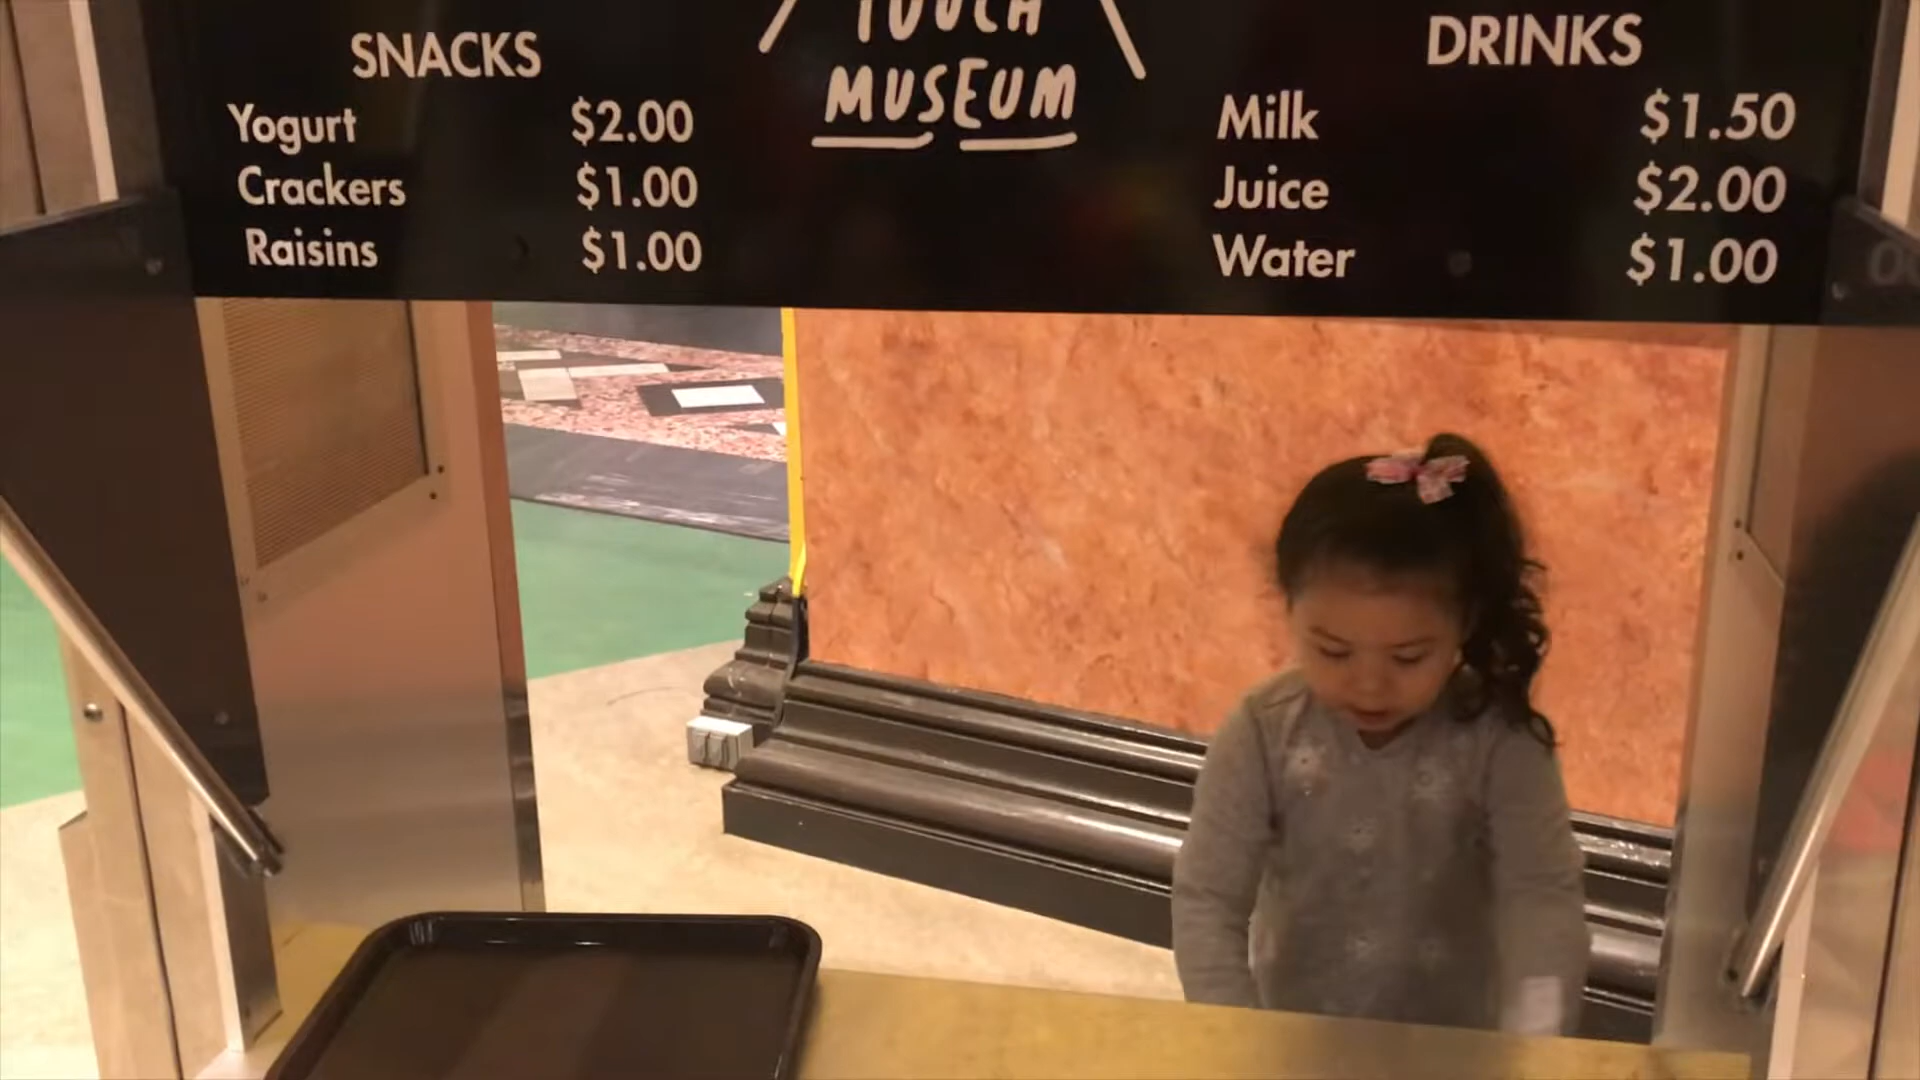 SNACKS
Yogurt $2.00
Crackers $1.00
Raisins $1.00
TOUCH
MUSEUM
DRINKS
Milk $1.50
Juice $2.00
Water $1.00